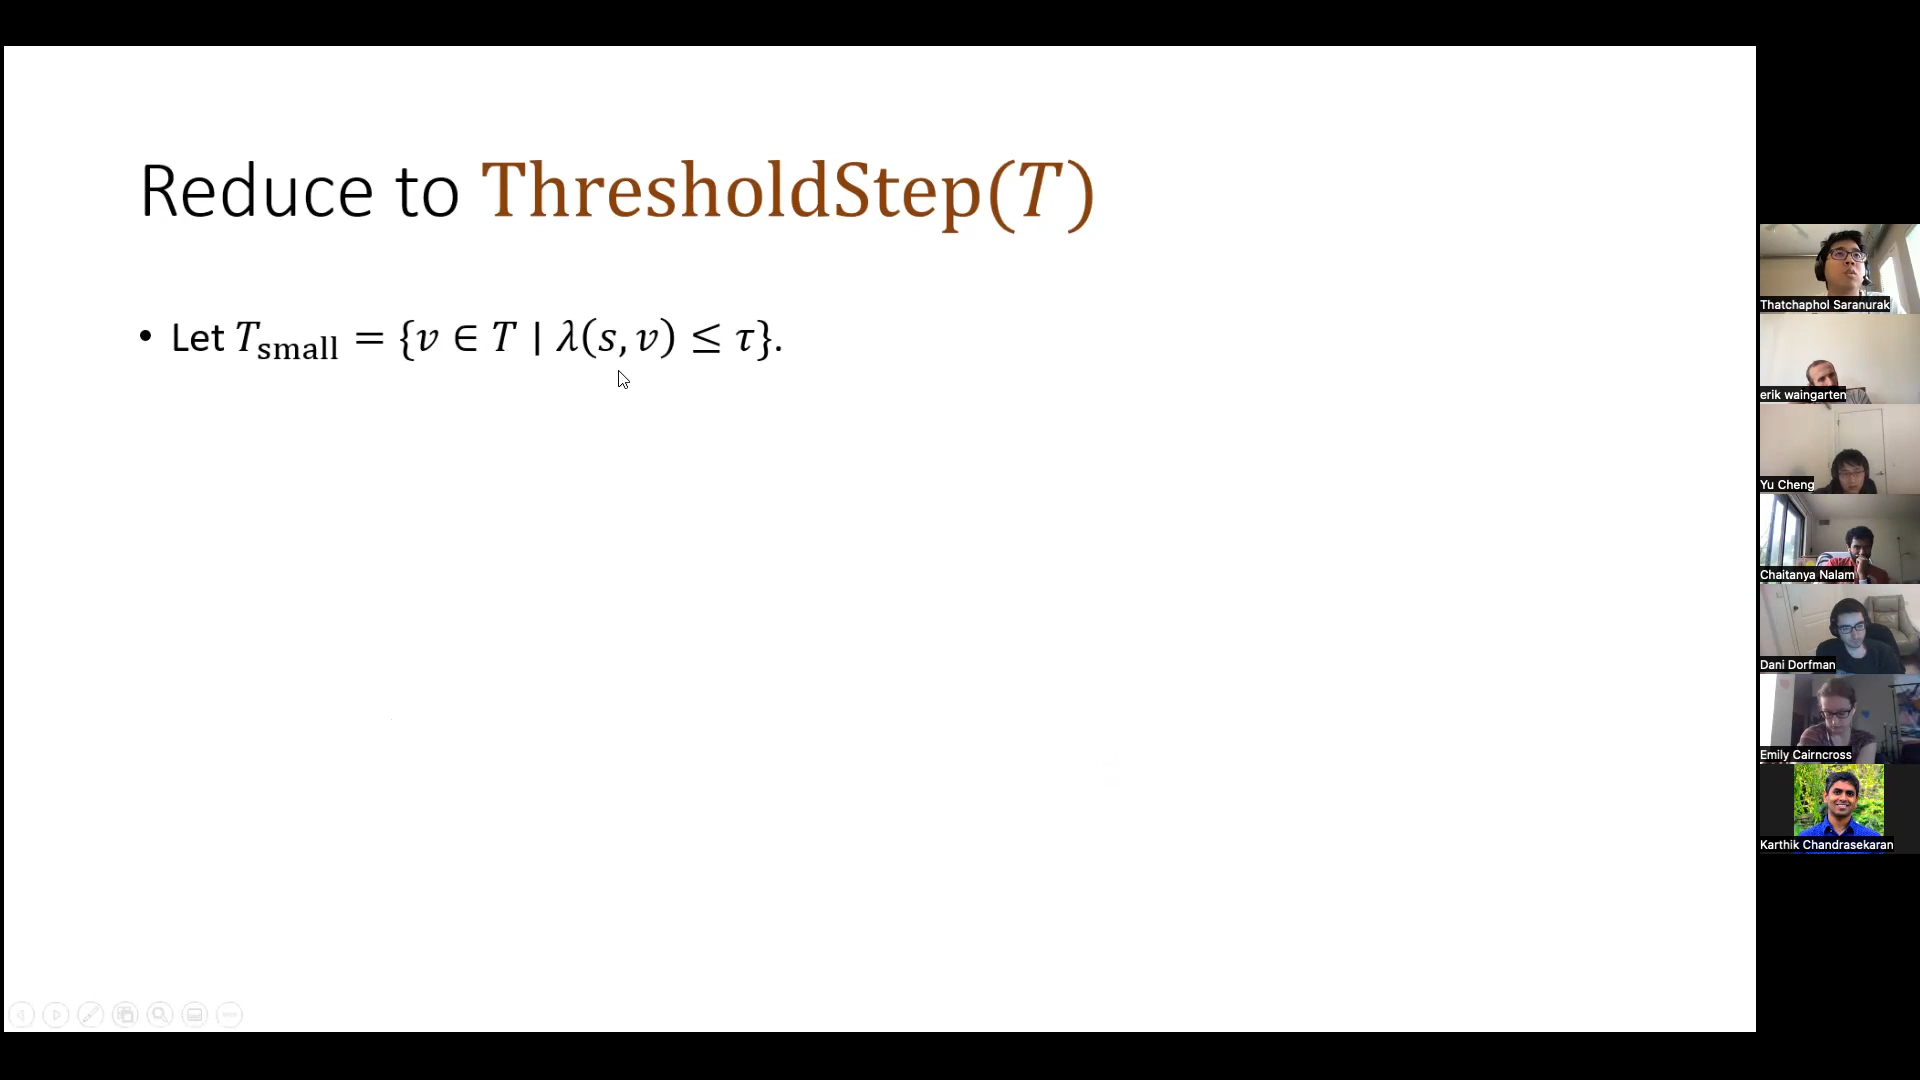 Reduce to ThresholdStep(T)
• Let T_small = {v ∈ T | λ(s, v) ≤ τ}.
Thatchaphol Saranurak
erik waingarten
Yu Cheng
Chaitanya Nalam
Dani Dorfman
Emily Cairncross
Karthik Chandrasekaran